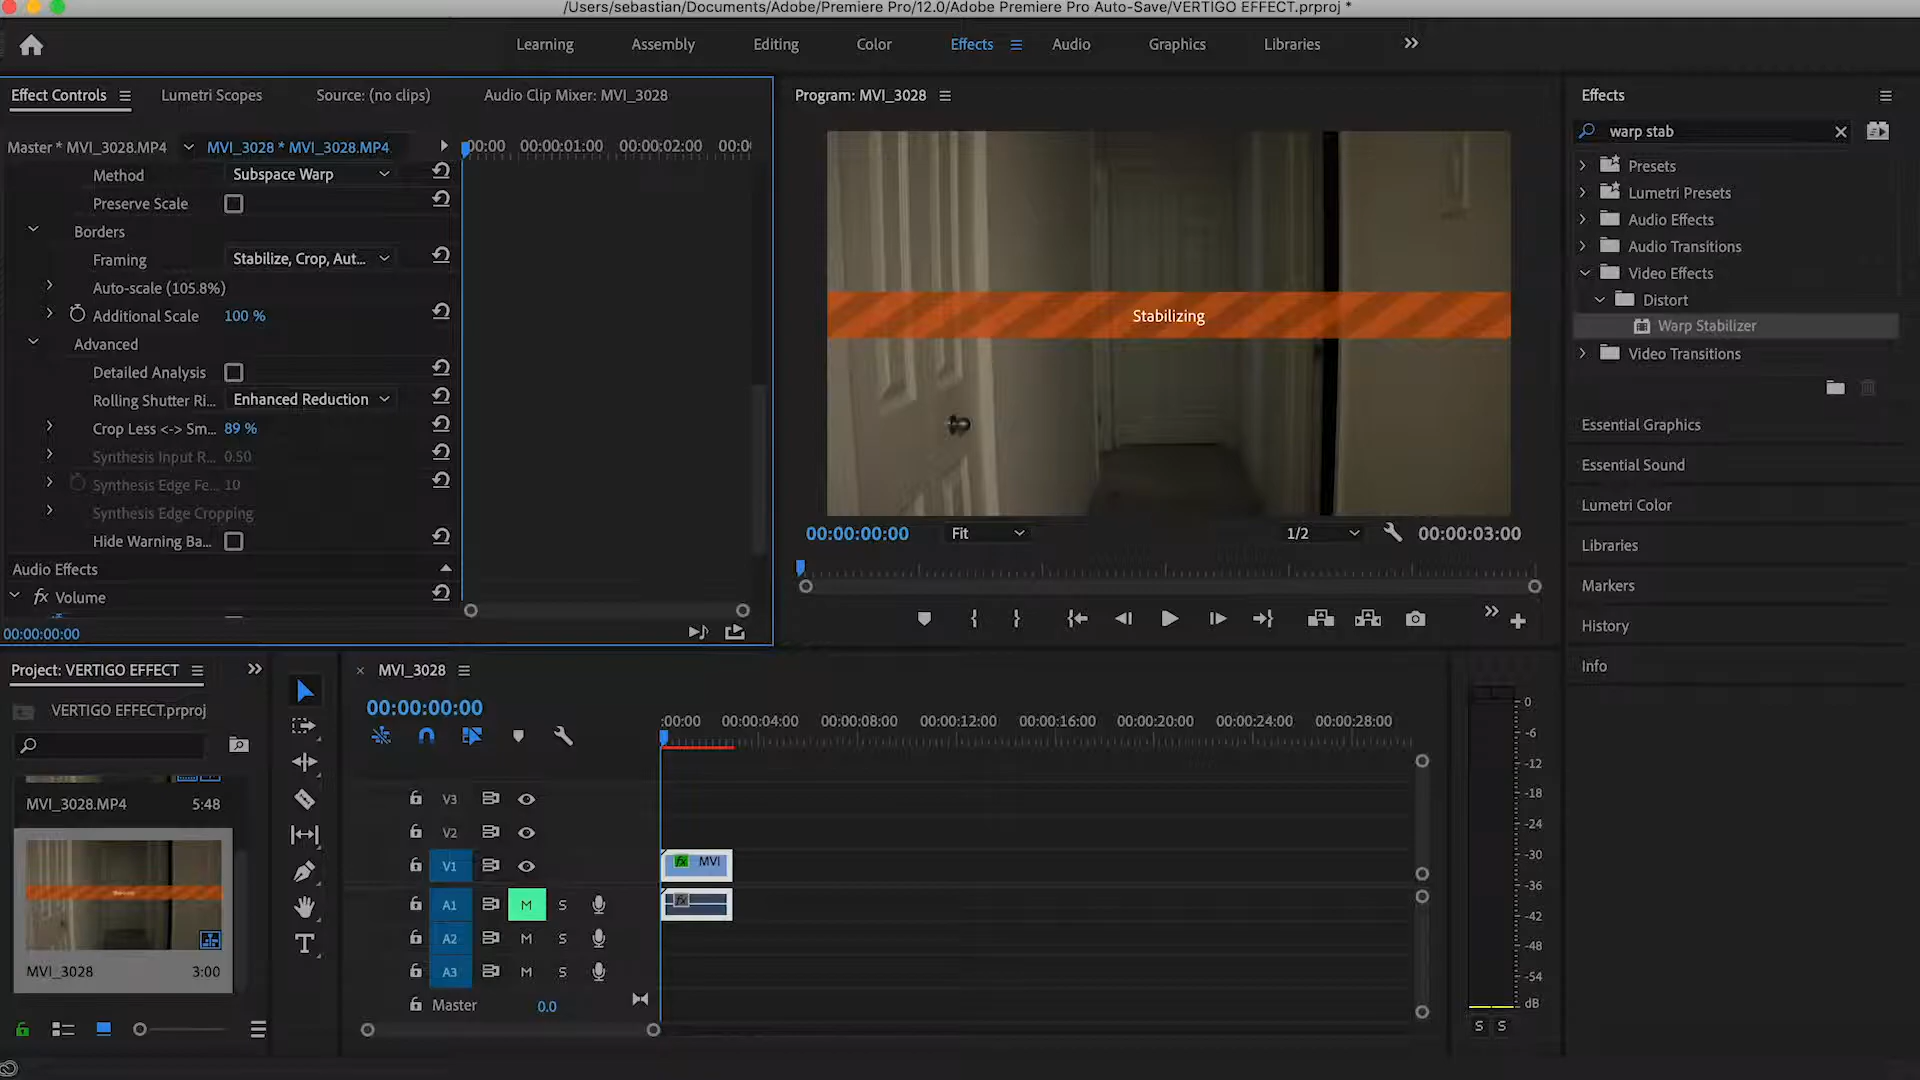 /Users/sebastian/Documents/Adobe/Premiere Pro/12.0/Adobe Premiere Pro Auto-Save/VERTIGO EFFECT.prproj *
Learning Assembly Editing Color Effects Audio Graphics Libraries
Effect Controls Lumetri Scopes Source: (no clips) Audio Clip Mixer: MVI_3028
Master * MVI_3028.MP4 MVI_3028 * MVI_3028.MP4
:00:00 00:00:01:00 00:00:02:00 00:0
Method Subspace Warp
Preserve Scale
Borders
Framing Stabilize, Crop, Aut...
Auto-scale (105.8%)
Additional Scale 100 %
Advanced
Detailed Analysis
Rolling Shutter Ri... Enhanced Reduction
Crop Less <-> Sm... 89 %
Synthesis Input R... 0.50
Synthesis Edge Fe... 10
Synthesis Edge Cropping
Hide Warning Ba...
Audio Effects
fx Volume
00:00:00:00
Program: MVI_3028
Stabilizing
00:00:00:00 Fit 1/2 00:00:03:00
Effects
warp stab
Presets
Lumetri Presets
Audio Effects
Audio Transitions
Video Effects
Distort
Warp Stabilizer
Video Transitions
Essential Graphics
Essential Sound
Lumetri Color
Libraries
Markers
History
Info
Project: VERTIGO EFFECT
VERTIGO EFFECT.prproj
MVI_3028.MP4 5:48
MVI_3028 3:00
T
MVI_3028
00:00:00:00
:00:00 00:00:04:00 00:00:08:00 00:00:12:00 00:00:16:00 00:00:20:00 00:00:24:00 00:00:28:00
V3
V2
V1 fx MVI
A1 M S fx
A2 M S
A3 M S
Master 0.0
0
-6
-12
-18
-24
-30
-36
-42
-48
-54
dB
S S